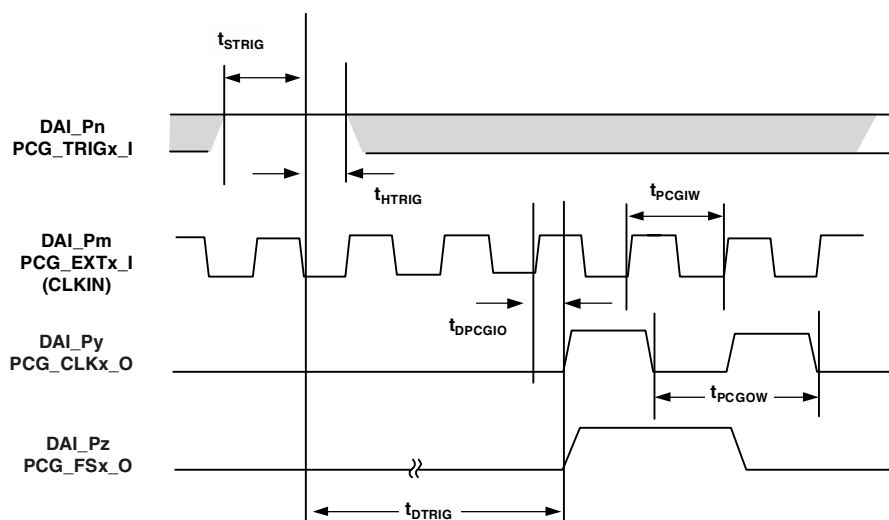 tSTRIG
DAI_Pn
PCG_TRIGx_I
tHTRIG
tPCGIW
DAI_Pm
PCG_EXTx_I
(CLKIN)
tDPCGIO
DAI_Py
PCG_CLKx_O
tPCGOW
DAI_Pz
PCG_FSx_O
tDTRIG